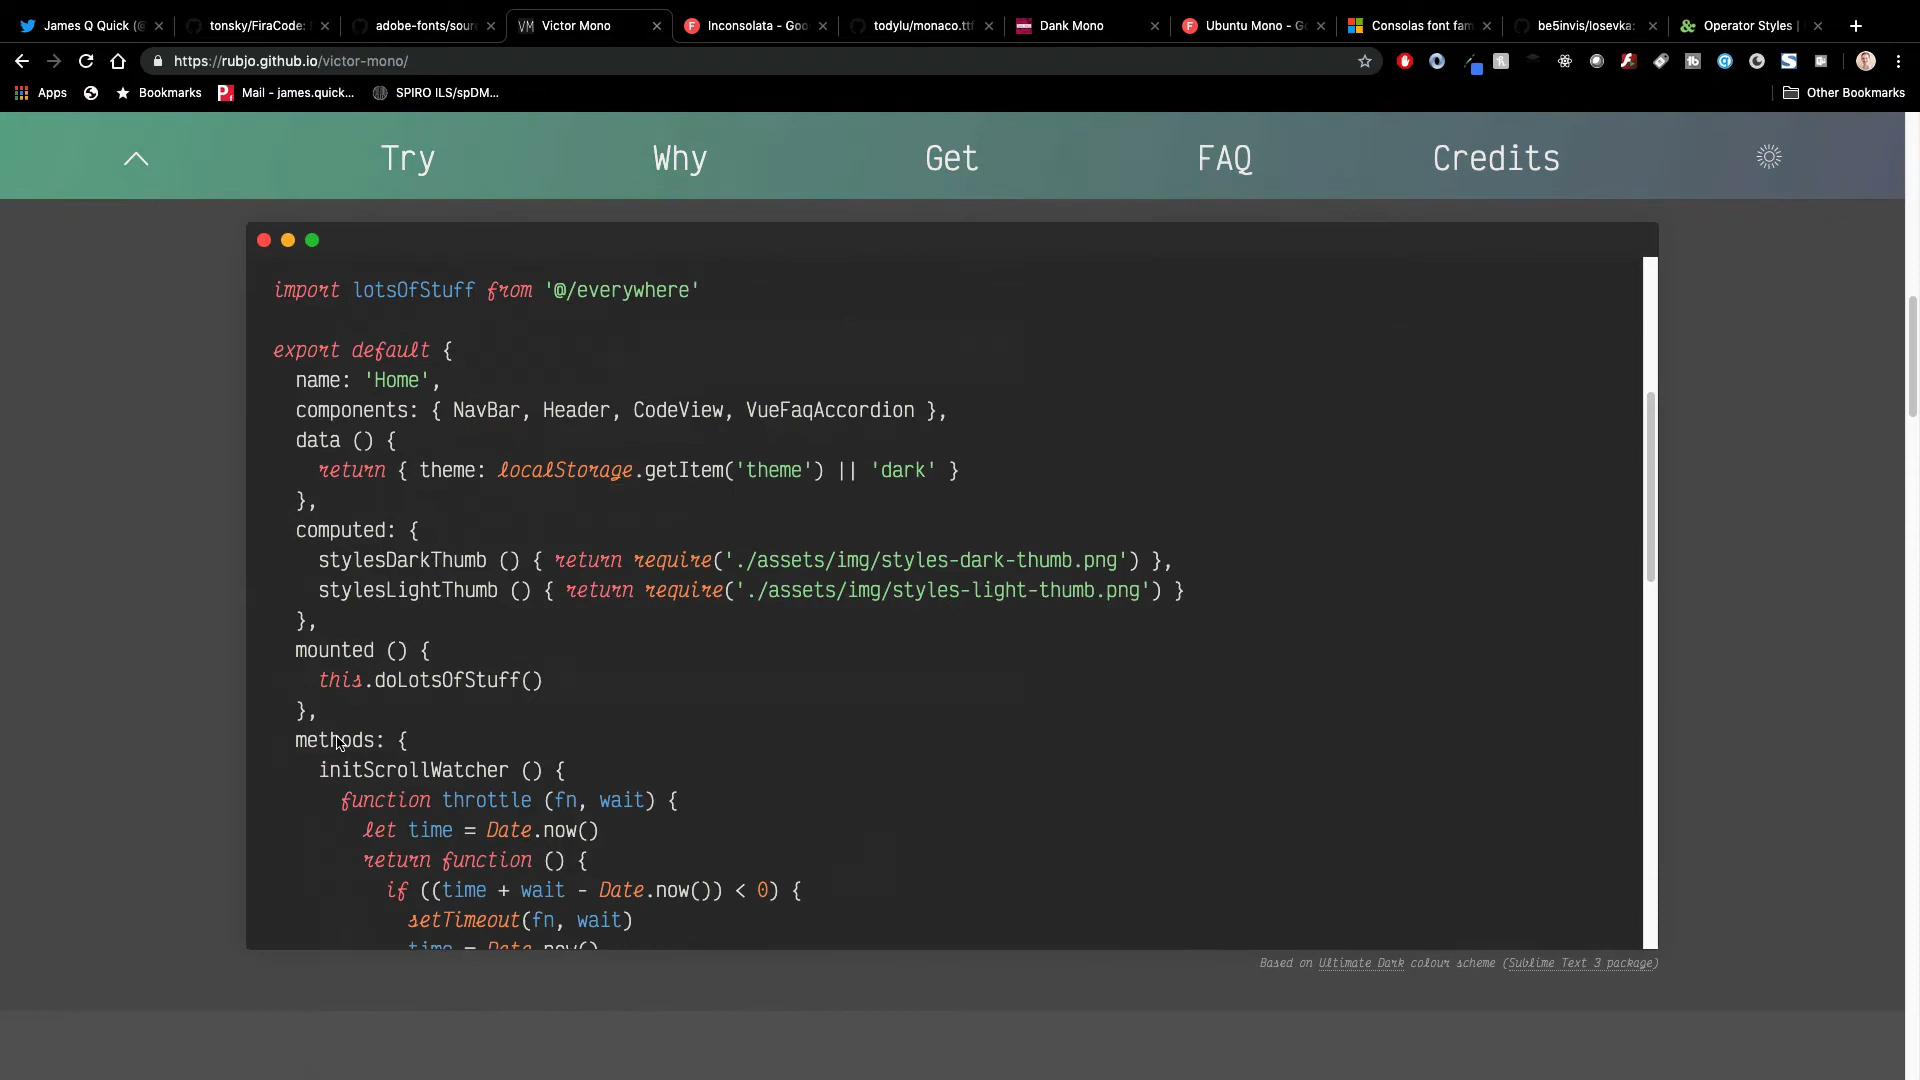 James Q Quick (@
tonsky/FiraCode:
adobe-fonts/sour
VM Victor Mono
Inconsolata - Goo
todylu/monaco.ttf
Dank Mono
Ubuntu Mono - G
Consolas font fam
be5invis/Iosevka:
Operator Styles |
https://rubjo.github.io/victor-mono/
Apps
Bookmarks
Mail - james.quick...
SPIRO ILS/spDM...
Other Bookmarks
Try
Why
Get
FAQ
Credits
import lotsOfStuff from '@/everywhere'
export default {
name: 'Home',
components: { NavBar, Header, CodeView, VueFaqAccordion },
data () {
return { theme: localStorage.getItem('theme') || 'dark' }
},
computed: {
stylesDarkThumb () { return require('./assets/img/styles-dark-thumb.png') },
stylesLightThumb () { return require('./assets/img/styles-light-thumb.png') }
},
mounted () {
this.doLotsOfStuff()
},
methods: {
initScrollWatcher () {
function throttle (fn, wait) {
let time = Date.now()
return function () {
if ((time + wait - Date.now()) < 0) {
setTimeout(fn, wait)
time = Date.now()
Based on Ultimate Dark colour scheme (Sublime Text 3 package)